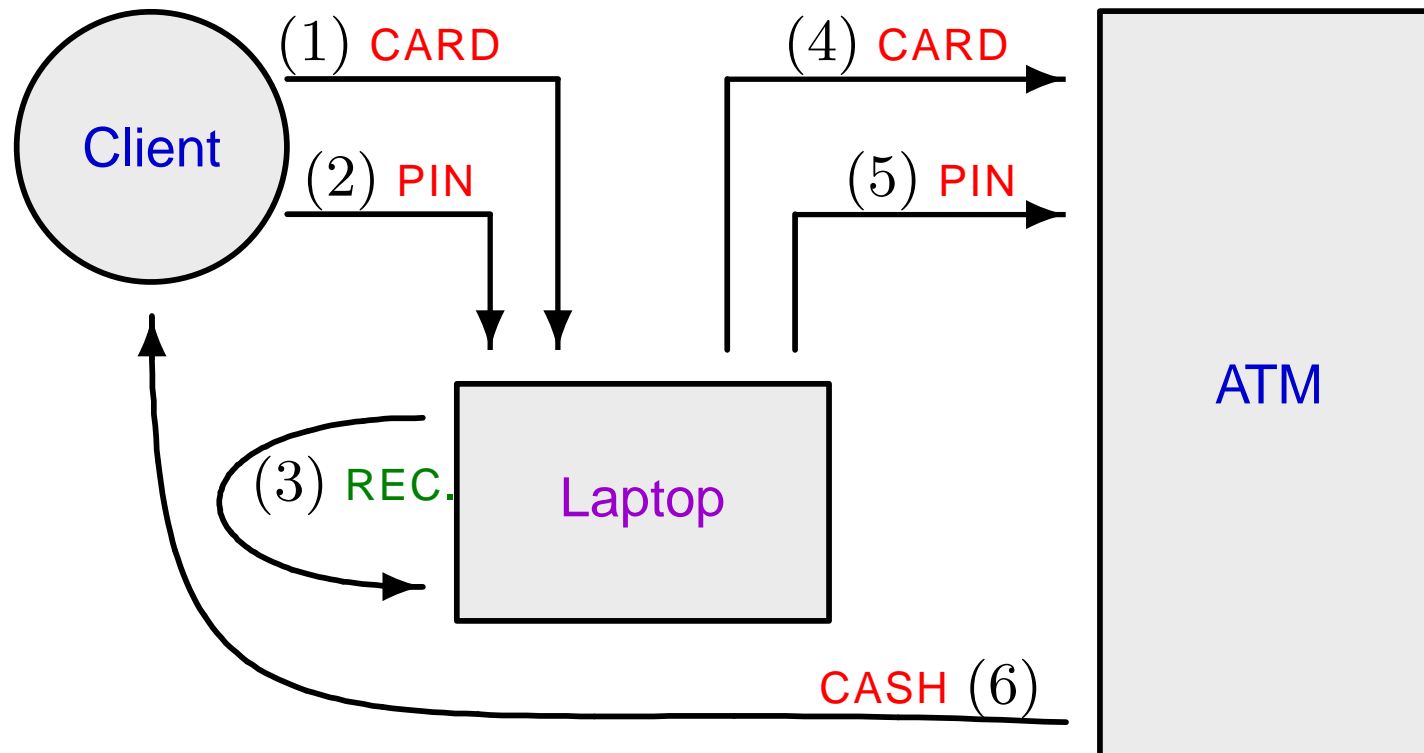 (1) CARD
(4) CARD
Client
(2) PIN
(5) PIN
ATM
(3) REC.
Laptop
CASH (6)